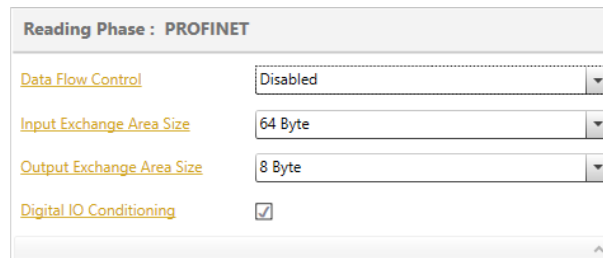 Reading Phase : PROFINET
Data Flow Control Disabled
Input Exchange Area Size 64 Byte
Output Exchange Area Size 8 Byte
Digital IO Conditioning